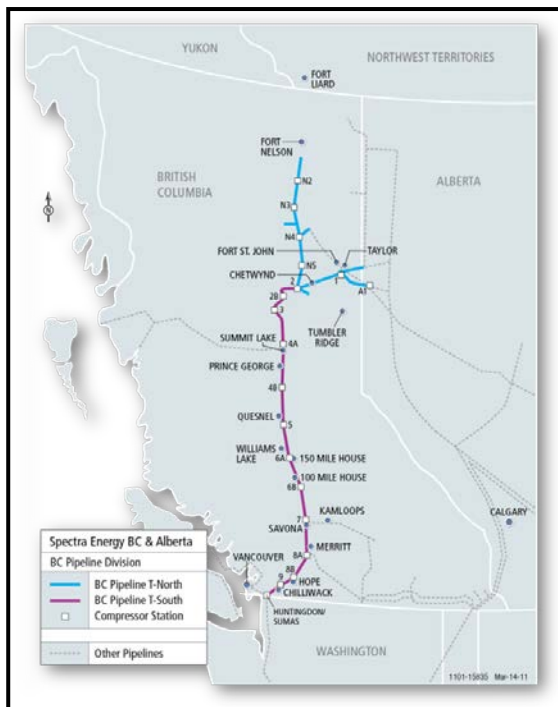 YUKON
NORTHWEST TERRITORIES
FORT
LIARD
FORT
NELSON
BRITISH
COLUMBIA
ALBERTA
N2
N3
N4
FORT ST. JOHN
TAYLOR
N5
CHETWYND
2
1
A1
2B
3
TUMBLER
RIDGE
SUMMIT LAKE
4A
PRINCE GEORGE
4B
QUESNEL
5
WILLIAMS
LAKE
6A
150 MILE HOUSE
100 MILE HOUSE
6B
7
KAMLOOPS
SAVONA
CALGARY
MERRITT
8A
VANCOUVER
8B
9
HOPE
CHILLIWACK
HUNTINGDON/
SUMAS
WASHINGTON
Spectra Energy BC & Alberta
BC Pipeline Division
BC Pipeline T-North
BC Pipeline T-South
Compressor Station
Other Pipelines
1101-15835 Mar-14-11
N